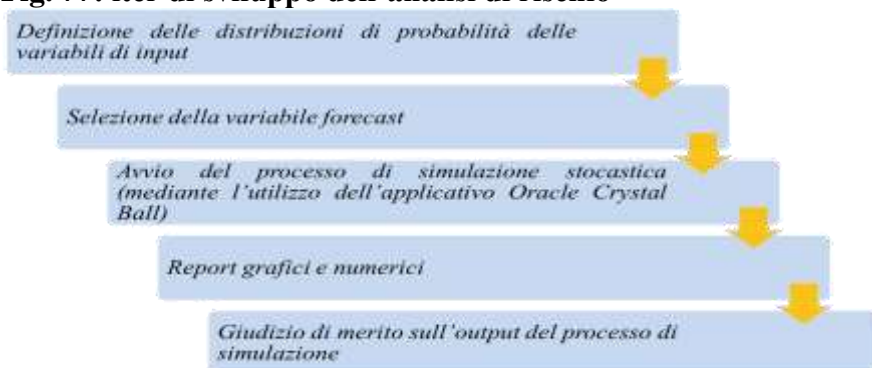 Definizione delle distribuzioni di probabilità delle
variabili di input
Selezione della variabile forecast
Avvio del processo di simulazione stocastica
(mediante l'utilizzo dell'applicativo Oracle Crystal
Ball)
Report grafici e numerici
Giudizio di merito sull'output del processo di
simulazione